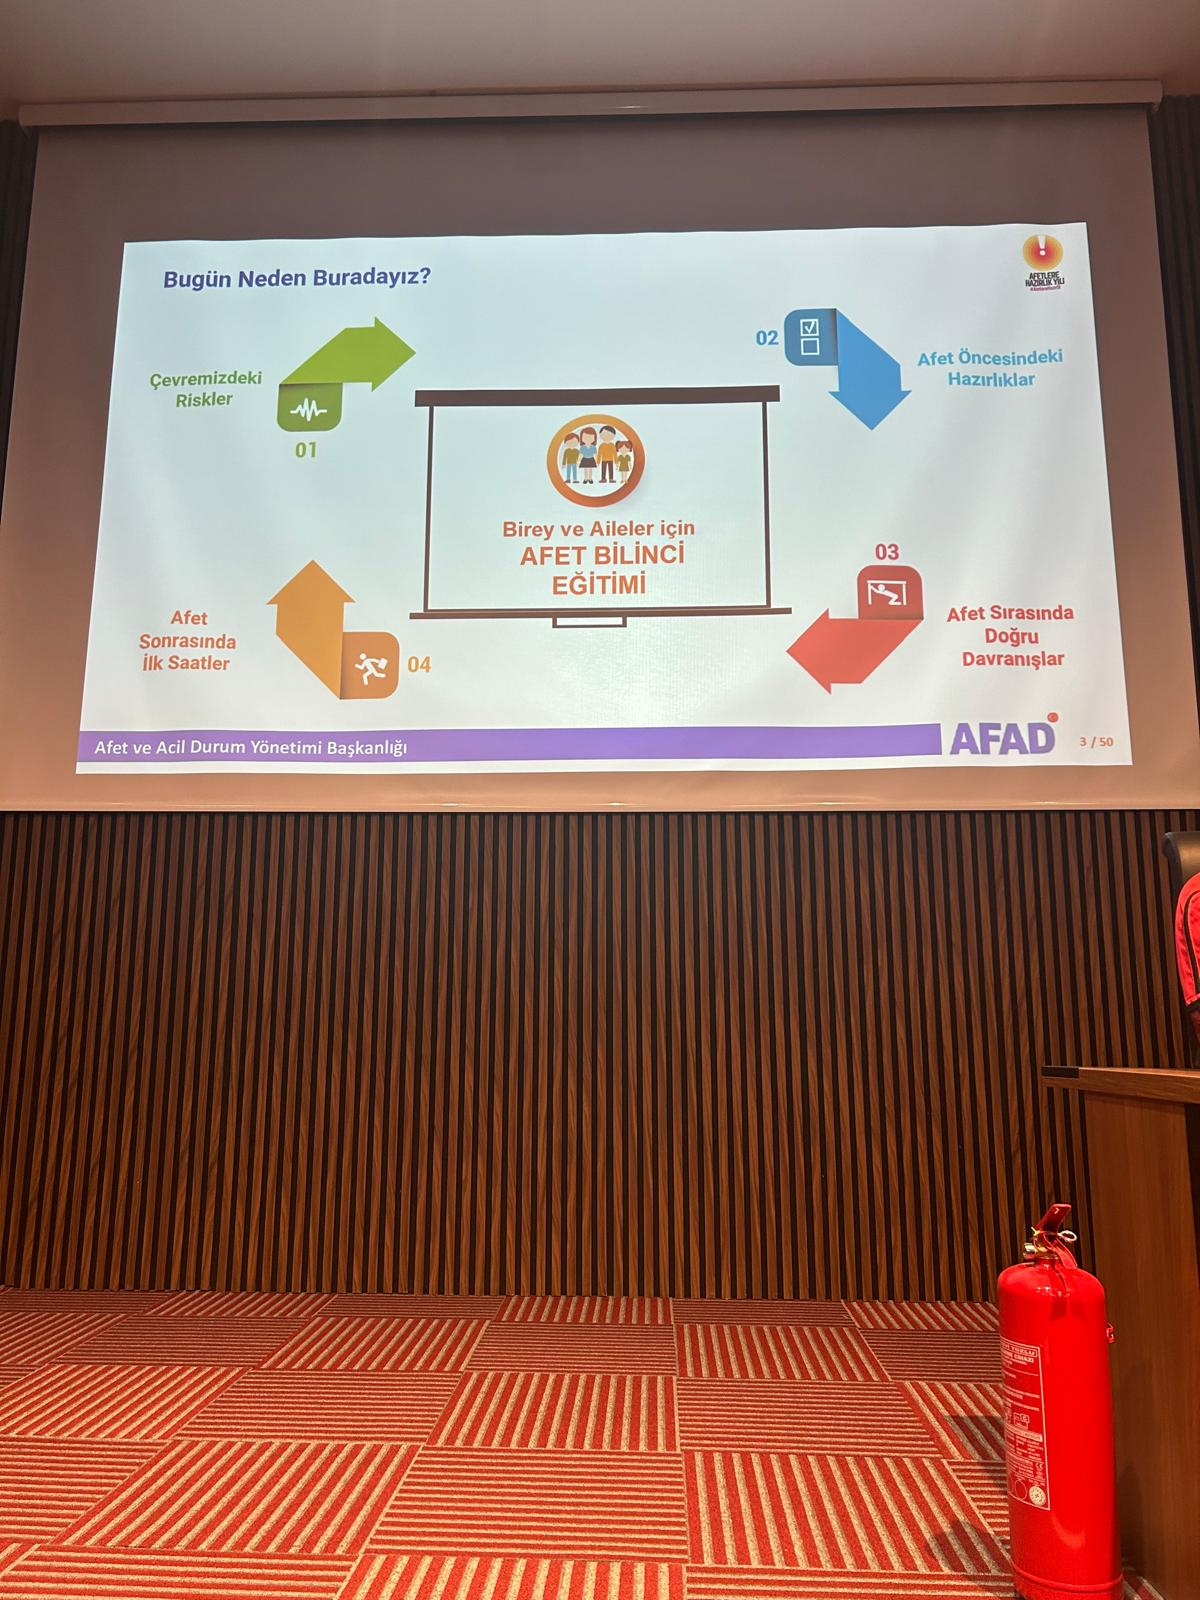 Bugün Neden Buradayız?
AFETLERE
HAZIRLIK YILI
Çevremizdeki
Riskler
01
02
Afet Öncesindeki
Hazırlıklar
Birey ve Aileler için
AFET BİLİNCİ
EĞİTİMİ
03
Afet Sırasında
Doğru
Davranışlar
Afet
Sonrasında
İlk Saatler
04
Afet ve Acil Durum Yönetimi Başkanlığı
AFAD
3 / 50